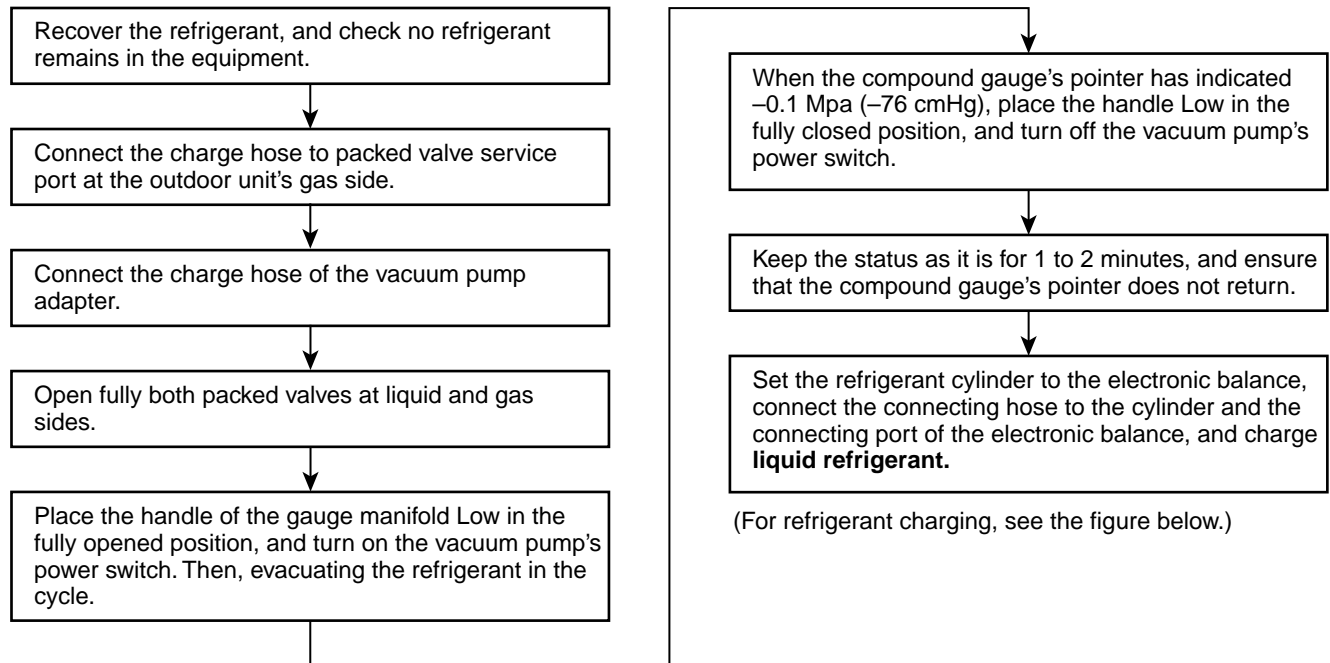 Recover the refrigerant, and check no refrigerant
remains in the equipment.
Connect the charge hose to packed valve service
port at the outdoor unit's gas side.
Connect the charge hose of the vacuum pump
adapter.
Open fully both packed valves at liquid and gas
sides.
Place the handle of the gauge manifold Low in the
fully opened position, and turn on the vacuum pump's
power switch. Then, evacuating the refrigerant in the
cycle.
When the compound gauge's pointer has indicated
–0.1 Mpa (–76 cmHg), place the handle Low in the
fully closed position, and turn off the vacuum pump's
power switch.
Keep the status as it is for 1 to 2 minutes, and ensure
that the compound gauge's pointer does not return.
Set the refrigerant cylinder to the electronic balance,
connect the connecting hose to the cylinder and the
connecting port of the electronic balance, and charge
liquid refrigerant.
(For refrigerant charging, see the figure below.)